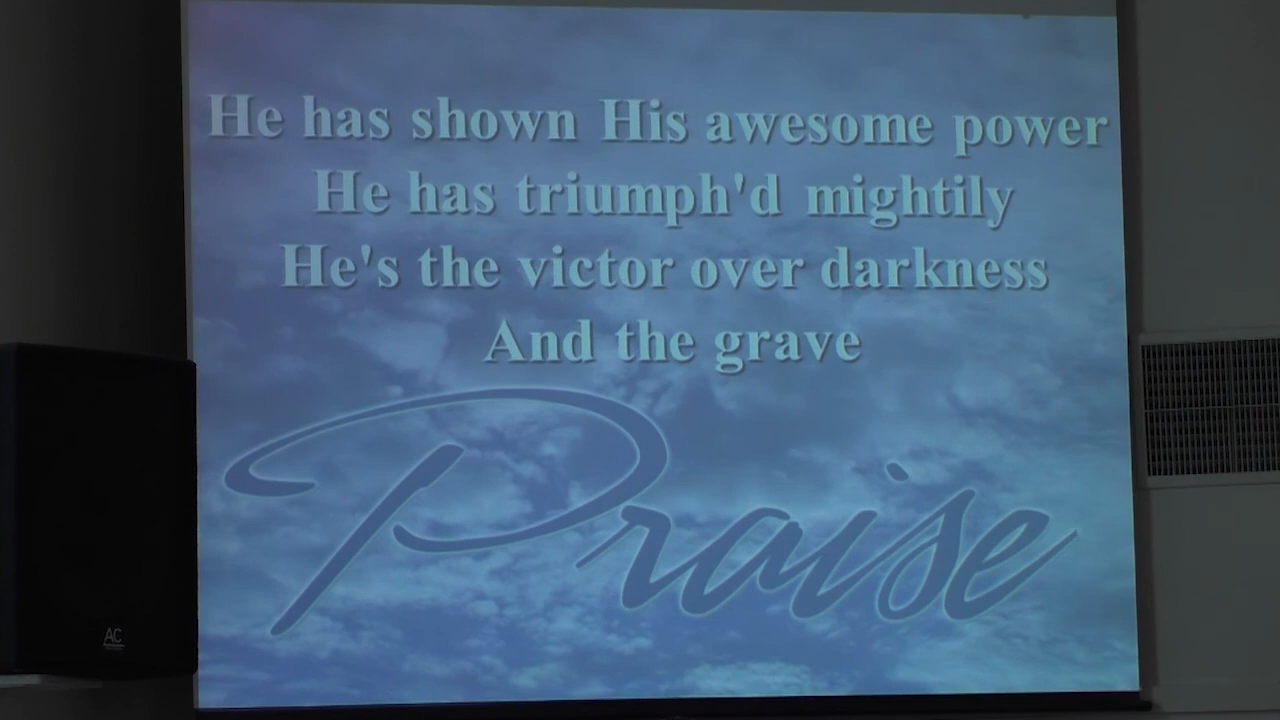 He has shown His awesome power
He has triumph'd mightily
He's the victor over darkness
And the grave
Praise
AC